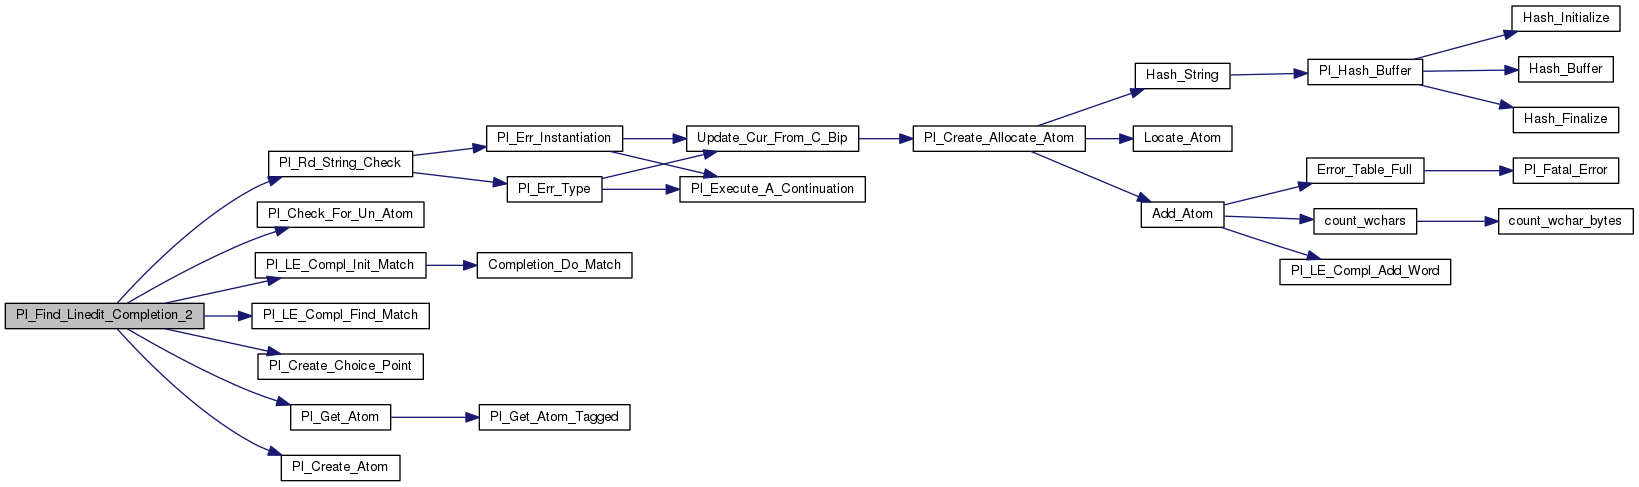 Hash_Initialize
Hash_String
Pl_Hash_Buffer
Hash_Buffer
Hash_Finalize
Pl_Err_Instantiation
Update_Cur_From_C_Bip
Pl_Create_Allocate_Atom
Locate_Atom
Pl_Rd_String_Check
Pl_Err_Type
Pl_Execute_A_Continuation
Error_Table_Full
Pl_Fatal_Error
Pl_Check_For_Un_Atom
Add_Atom
count_wchars
count_wchar_bytes
Pl_LE_Compl_Init_Match
Completion_Do_Match
Pl_LE_Compl_Add_Word
Pl_Find_Linedit_Completion_2
Pl_LE_Compl_Find_Match
Pl_Create_Choice_Point
Pl_Get_Atom
Pl_Get_Atom_Tagged
Pl_Create_Atom